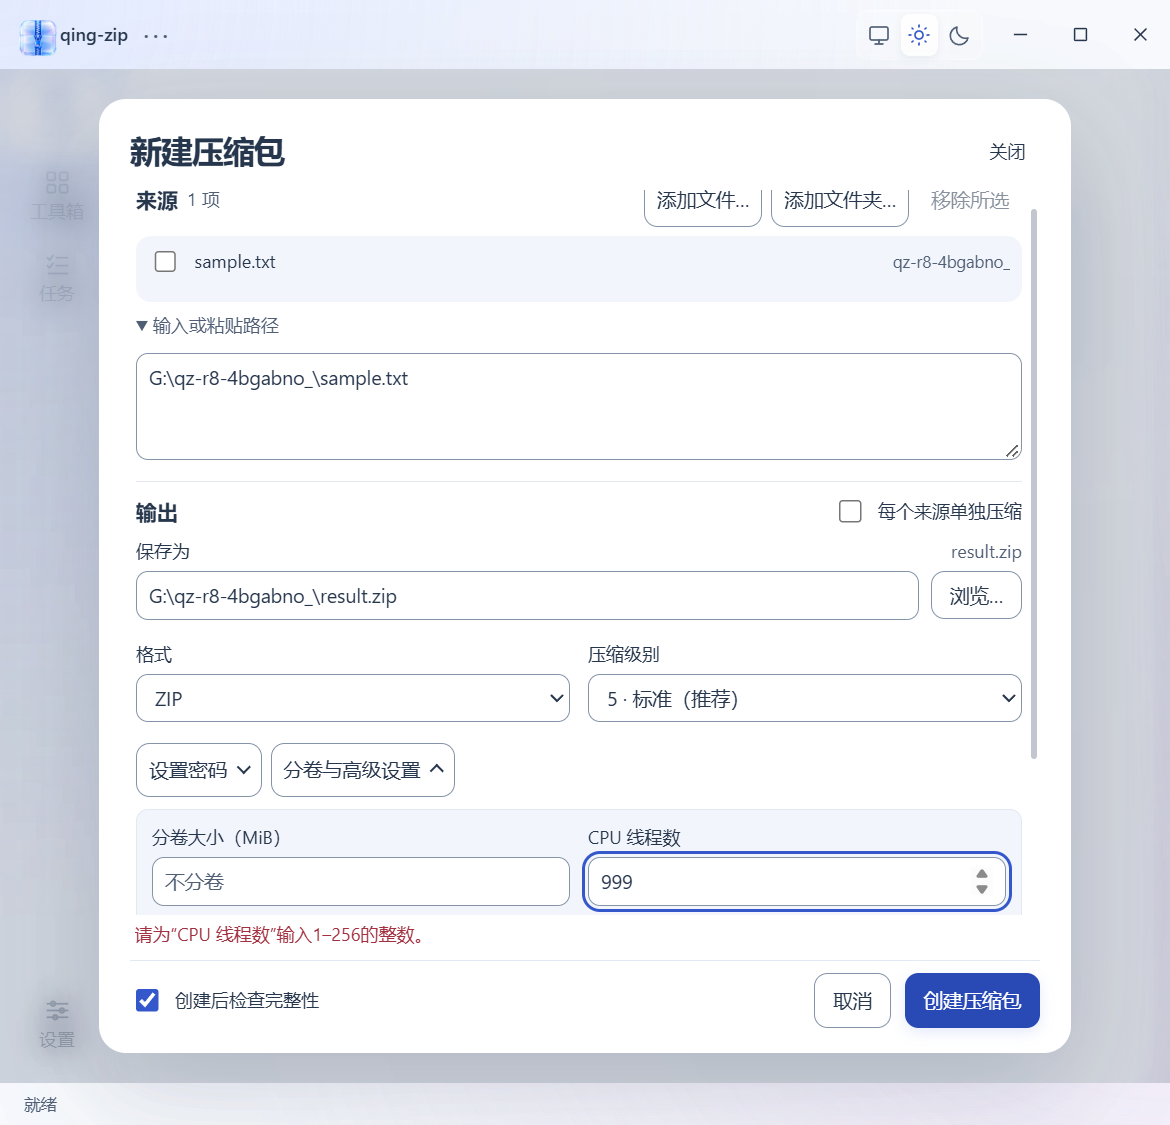 qing-zip ···
新建压缩包
关闭
来源 1 项
添加文件... 添加文件夹... 移除所选
sample.txt qz-r8-4bgabno_
输入或粘贴路径
G:\qz-r8-4bgabno_\sample.txt
输出
每个来源单独压缩
保存为 result.zip
G:\qz-r8-4bgabno_\result.zip 浏览...
格式 压缩级别
ZIP 5 · 标准（推荐）
设置密码 分卷与高级设置
分卷大小（MiB） CPU 线程数
不分卷 999
请为“CPU 线程数”输入1–256的整数。
创建后检查完整性 取消 创建压缩包
工具箱
任务
设置
就绪